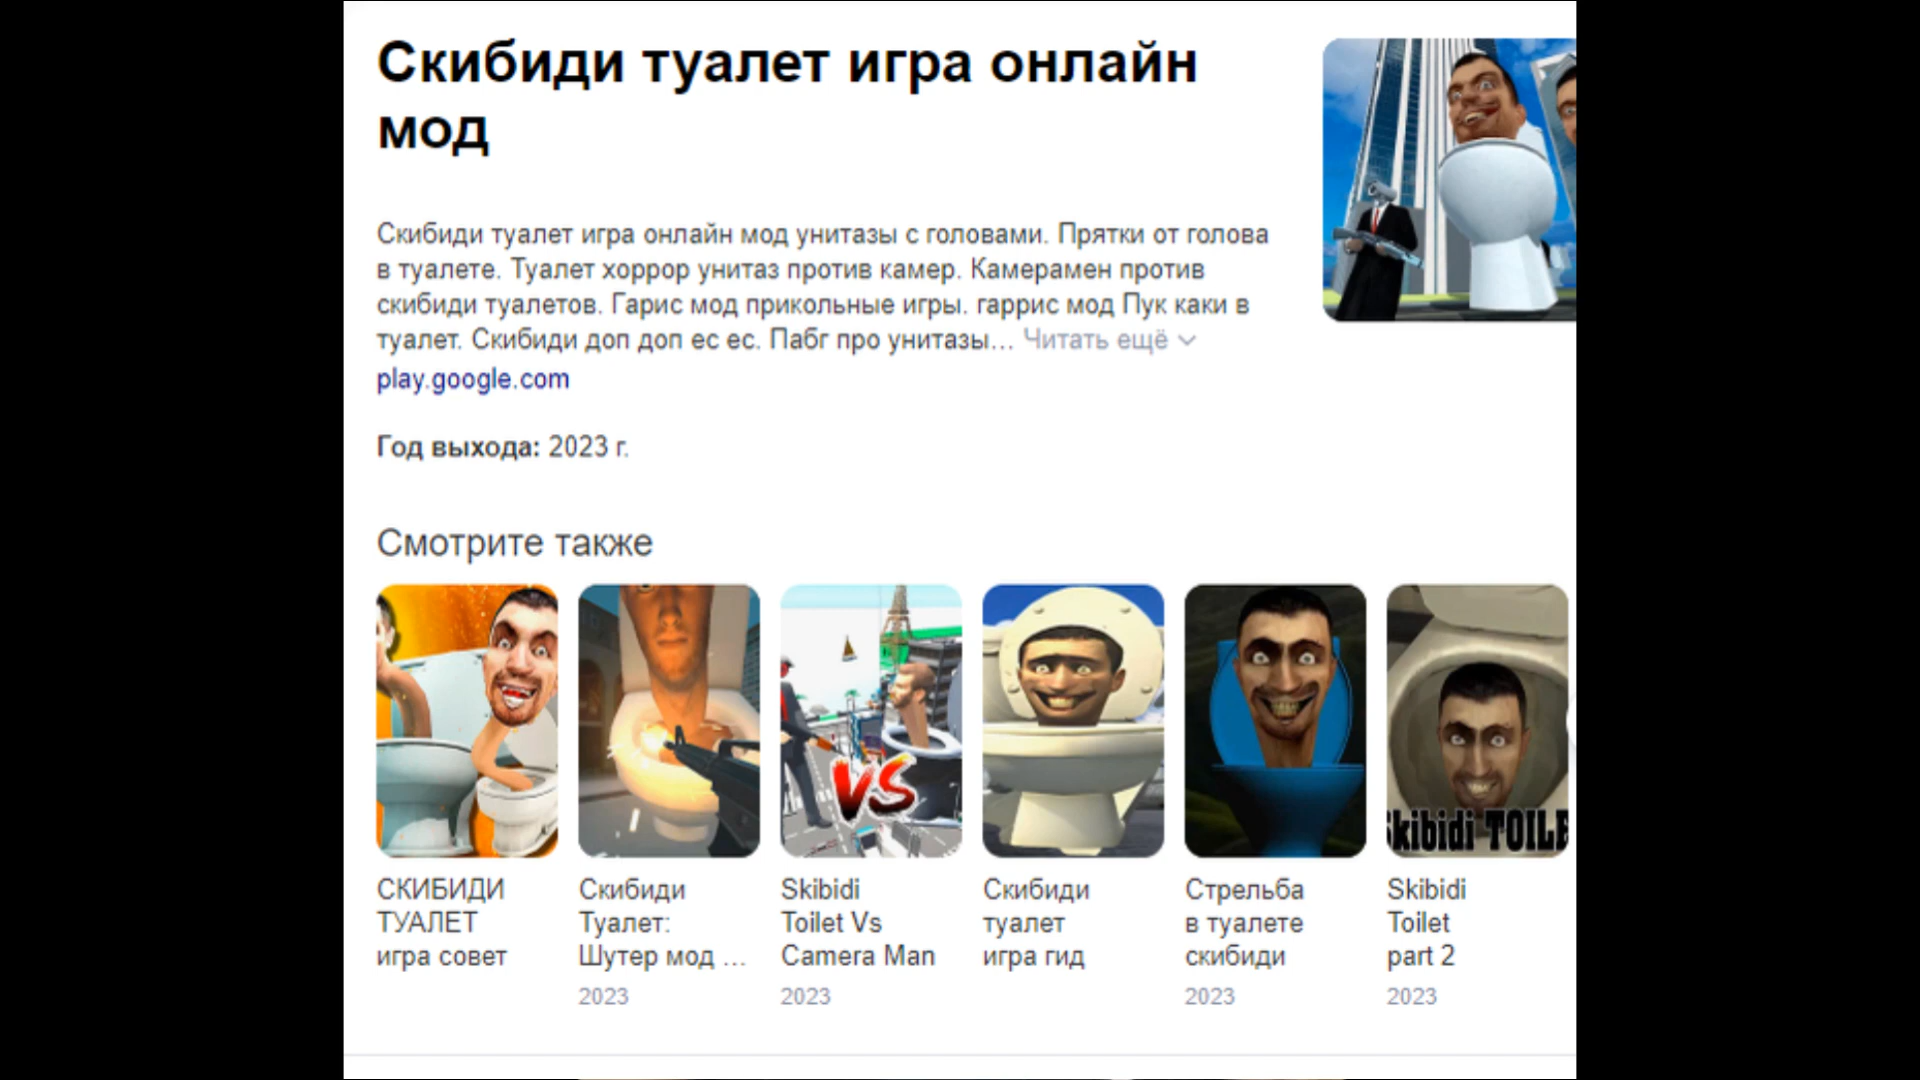 Скибиди туалет игра онлайн
мод
Скибиди туалет игра онлайн мод унитазы с головами. Прятки от голова
в туалете. Туалет хоррор унитаз против камер. Камерамен против
скибиди туалетов. Гарис мод прикольные игры. гаррис мод Пук каки в
туалет. Скибиди доп доп ес ес. Пабг про унитазы... Читать ещё
play.google.com
Год выхода: 2023 г.
Смотрите также
VS
kibidi TOILE
СКИБИДИ
ТУАЛЕТ
игра совет
Скибиди
Туалет:
Шутер мод ...
2023
Skibidi
Toilet Vs
Camera Man
2023
Скибиди
туалет
игра гид
Стрельба
в туалете
скибиди
2023
Skibidi
Toilet
part 2
2023